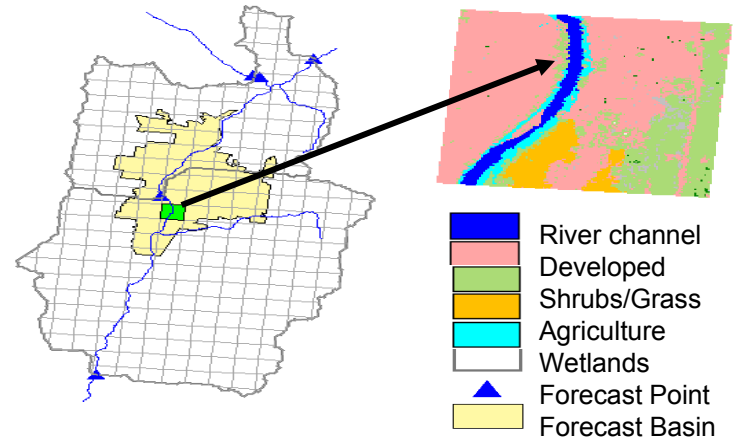 River channel
Developed
Shrubs/Grass
Agriculture
Wetlands
Forecast Point
Forecast Basin